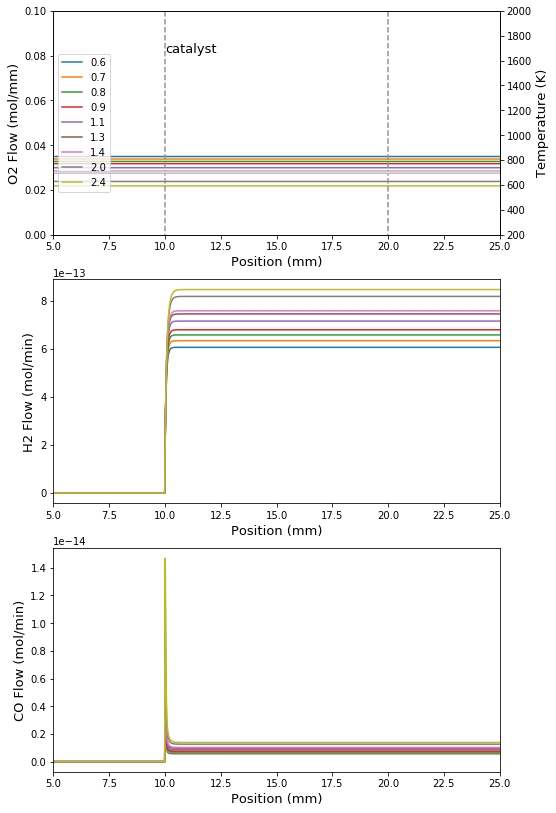 0.10
0.08
0.06
0.04
0.02
0.00
O2 Flow (mol/mm)
catalyst
0.6
0.7
0.8
0.9
1.1
1.3
1.4
2.0
2.4
2000
1800
1600
1400
1200
1000
800
600
400
200
Temperature (K)
5.0 7.5 10.0 12.5 15.0 17.5 20.0 22.5 25.0
Position (mm)
1e−13
8
6
4
2
0
H2 Flow (mol/min)
5.0 7.5 10.0 12.5 15.0 17.5 20.0 22.5 25.0
Position (mm)
1e−14
1.4
1.2
1.0
0.8
0.6
0.4
0.2
0.0
CO Flow (mol/min)
5.0 7.5 10.0 12.5 15.0 17.5 20.0 22.5 25.0
Position (mm)